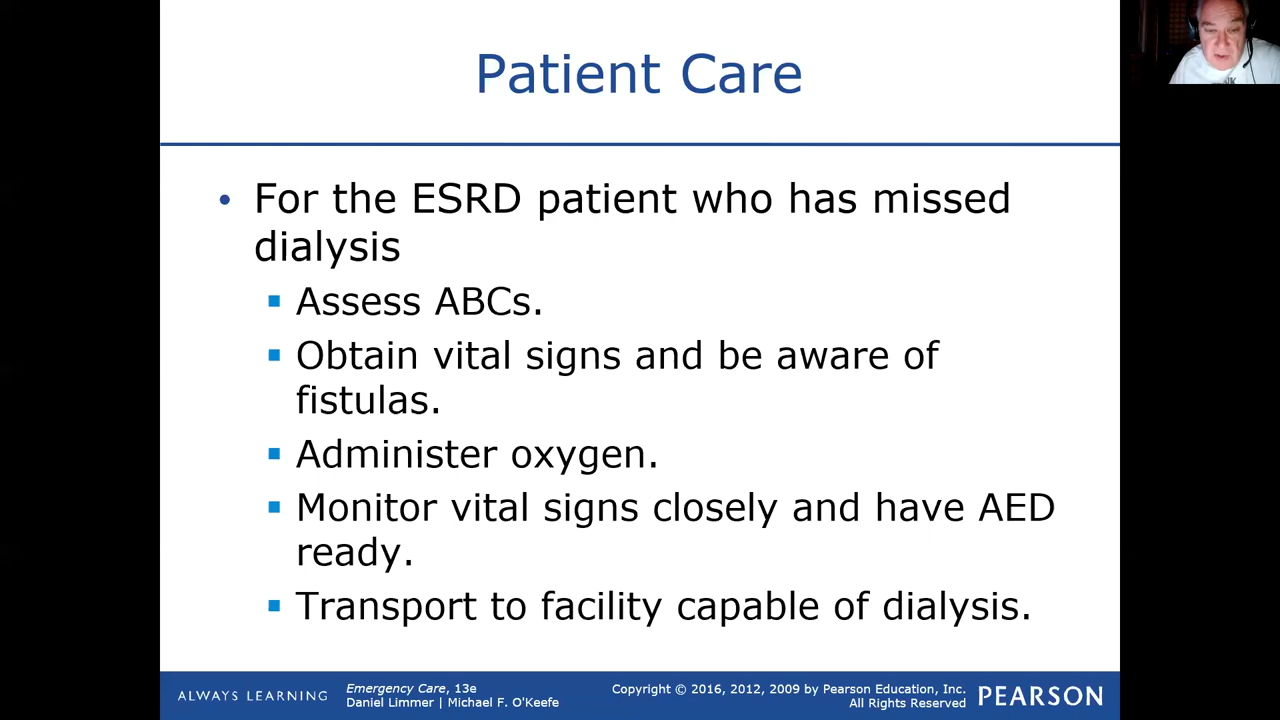 Patient Care
• For the ESRD patient who has missed
dialysis
▪ Assess ABCs.
▪ Obtain vital signs and be aware of
fistulas.
▪ Administer oxygen.
▪ Monitor vital signs closely and have AED
ready.
▪ Transport to facility capable of dialysis.
ALWAYS LEARNING
Emergency Care, 13e
Daniel Limmer | Michael F. O'Keefe
Copyright © 2016, 2012, 2009 by Pearson Education, Inc.
All Rights Reserved
PEARSON